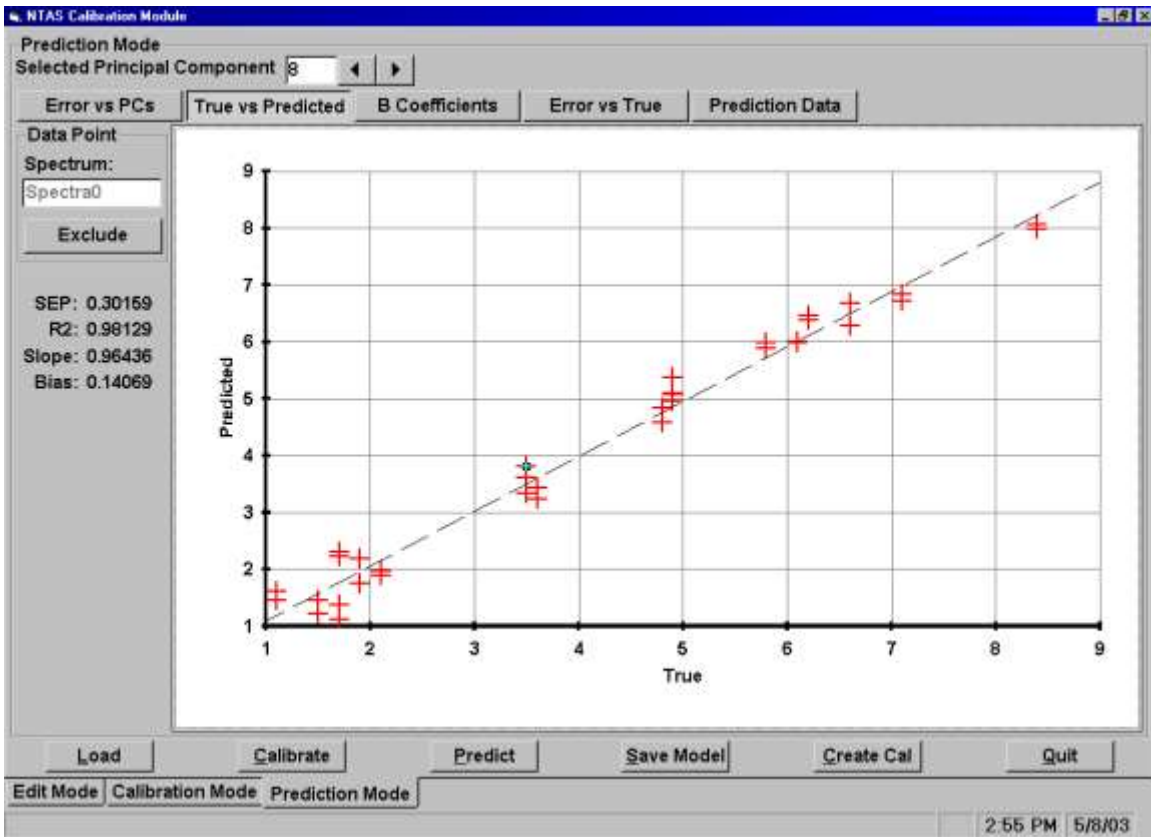 NTAS Calibration Module
Prediction Mode
Selected Principal Component 8
Error vs PCs True vs Predicted B Coefficients Error vs True Prediction Data
Data Point
Spectrum:
Spectra0
Exclude
SEP: 0.30159
R2: 0.98129
Slope: 0.96436
Bias: 0.14069
9
8
7
6
5
4
3
2
1
Predicted
1 2 3 4 5 6 7 8 9
True
Load Calibrate Predict Save Model Create Cal Quit
Edit Mode Calibration Mode Prediction Mode
2:55 PM 5/8/03